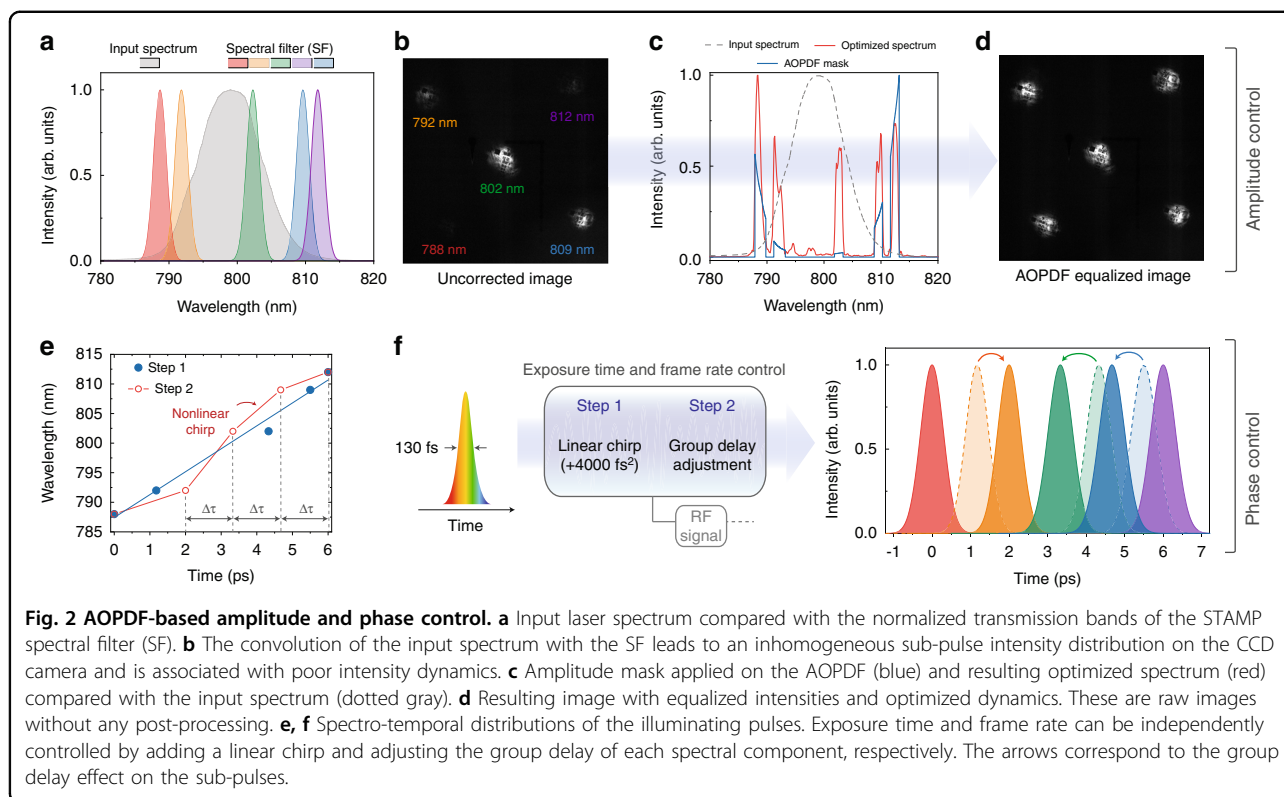 a
Input spectrum
Spectral filter (SF)
Intensity (arb. units)
1.0
0.5
0.0
780
790
800
810
820
Wavelength (nm)
b
792 nm
812 nm
802 nm
788 nm
809 nm
Uncorrected image
c
Input spectrum
Optimized spectrum
AOPDF mask
Intensity (arb. units)
1.0
0.5
0.0
780
790
800
810
820
Wavelength (nm)
d
AOPDF equalized image
Amplitude control
e
Wavelength (nm)
815
810
805
800
795
790
785
Step 1
Step 2
Nonlinear
chirp
Δτ
Δτ
Δτ
0
1
2
3
4
5
6
Time (ps)
f
130 fs
Time
Exposure time and frame rate control
Step 1
Linear chirp
(+4000 fs²)
Step 2
Group delay
adjustment
RF
signal
Intensity (arb. units)
1.0
0.5
0.0
-1
0
1
2
3
4
5
6
7
Time (ps)
Phase control
Fig. 2 AOPDF-based amplitude and phase control. a Input laser spectrum compared with the normalized transmission bands of the STAMP
spectral filter (SF). b The convolution of the input spectrum with the SF leads to an inhomogeneous sub-pulse intensity distribution on the CCD
camera and is associated with poor intensity dynamics. c Amplitude mask applied on the AOPDF (blue) and resulting optimized spectrum (red)
compared with the input spectrum (dotted gray). d Resulting image with equalized intensities and optimized dynamics. These are raw images
without any post-processing. e, f Spectro-temporal distributions of the illuminating pulses. Exposure time and frame rate can be independently
controlled by adding a linear chirp and adjusting the group delay of each spectral component, respectively. The arrows correspond to the group
delay effect on the sub-pulses.